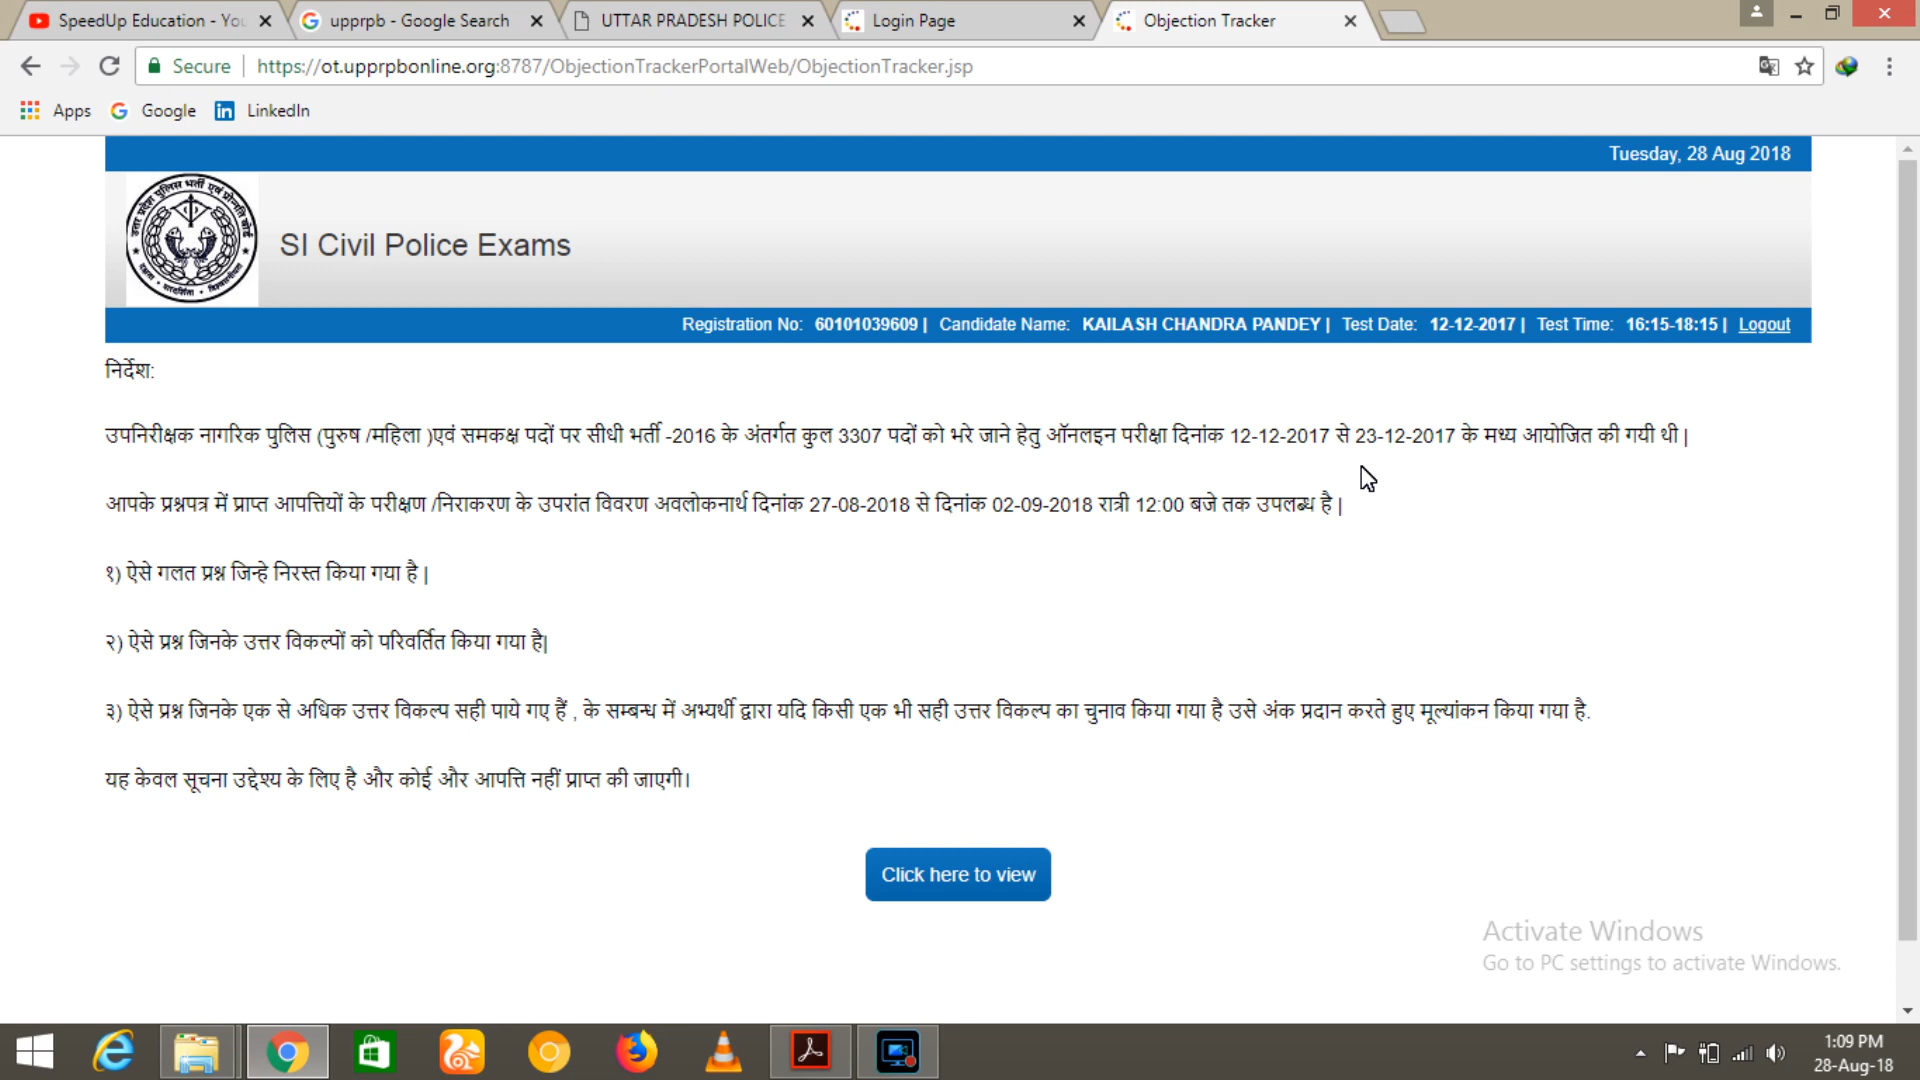 SpeedUp Education - You
upprpb - Google Search
UTTAR PRADESH POLICE
Login Page
Objection Tracker
Secure
https://ot.upprpbonline.org:8787/ObjectionTrackerPortalWeb/ObjectionTracker.jsp
Apps
Google
LinkedIn
Tuesday, 28 Aug 2018
SI Civil Police Exams
Registration No: 60101039609 | Candidate Name: KAILASH CHANDRA PANDEY | Test Date: 12-12-2017 | Test Time: 16:15-18:15 | Logout
निर्देश:
उपनिरीक्षक नागरिक पुलिस (पुरुष /महिला )एवं समकक्ष पदों पर सीधी भर्ती -2016 के अंतर्गत कुल 3307 पदों को भरे जाने हेतु ऑनलइन परीक्षा दिनांक 12-12-2017 से 23-12-2017 के मध्य आयोजित की गयी थी |
आपके प्रश्नपत्र में प्राप्त आपत्तियों के परीक्षण /निराकरण के उपरांत विवरण अवलोकनार्थ दिनांक 27-08-2018 से दिनांक 02-09-2018 रात्री 12:00 बजे तक उपलब्ध है |
१) ऐसे गलत प्रश्न जिन्हे निरस्त किया गया है |
२) ऐसे प्रश्न जिनके उत्तर विकल्पों को परिवर्तित किया गया है|
३) ऐसे प्रश्न जिनके एक से अधिक उत्तर विकल्प सही पाये गए हैं , के सम्बन्ध में अभ्यर्थी द्वारा यदि किसी एक भी सही उत्तर विकल्प का चुनाव किया गया है उसे अंक प्रदान करते हुए मूल्यांकन किया गया है.
यह केवल सूचना उद्देश्य के लिए है और कोई और आपत्ति नहीं प्राप्त की जाएगी।
Click here to view
Activate Windows
Go to PC settings to activate Windows.
1:09 PM
28-Aug-18